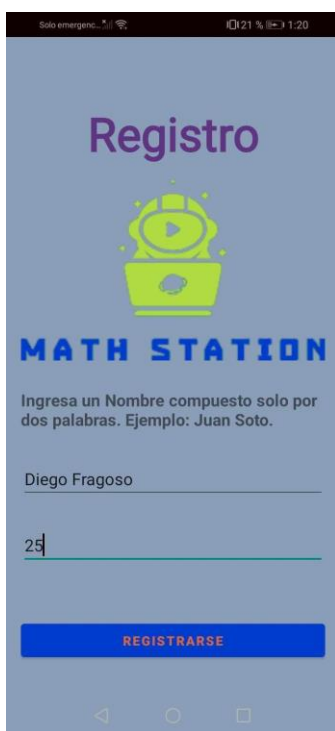 Solo emergenc...
21 % 1:20
Registro
MATH STATION
Ingresa un Nombre compuesto solo por
dos palabras. Ejemplo: Juan Soto.
Diego Fragoso
25
REGISTRARSE